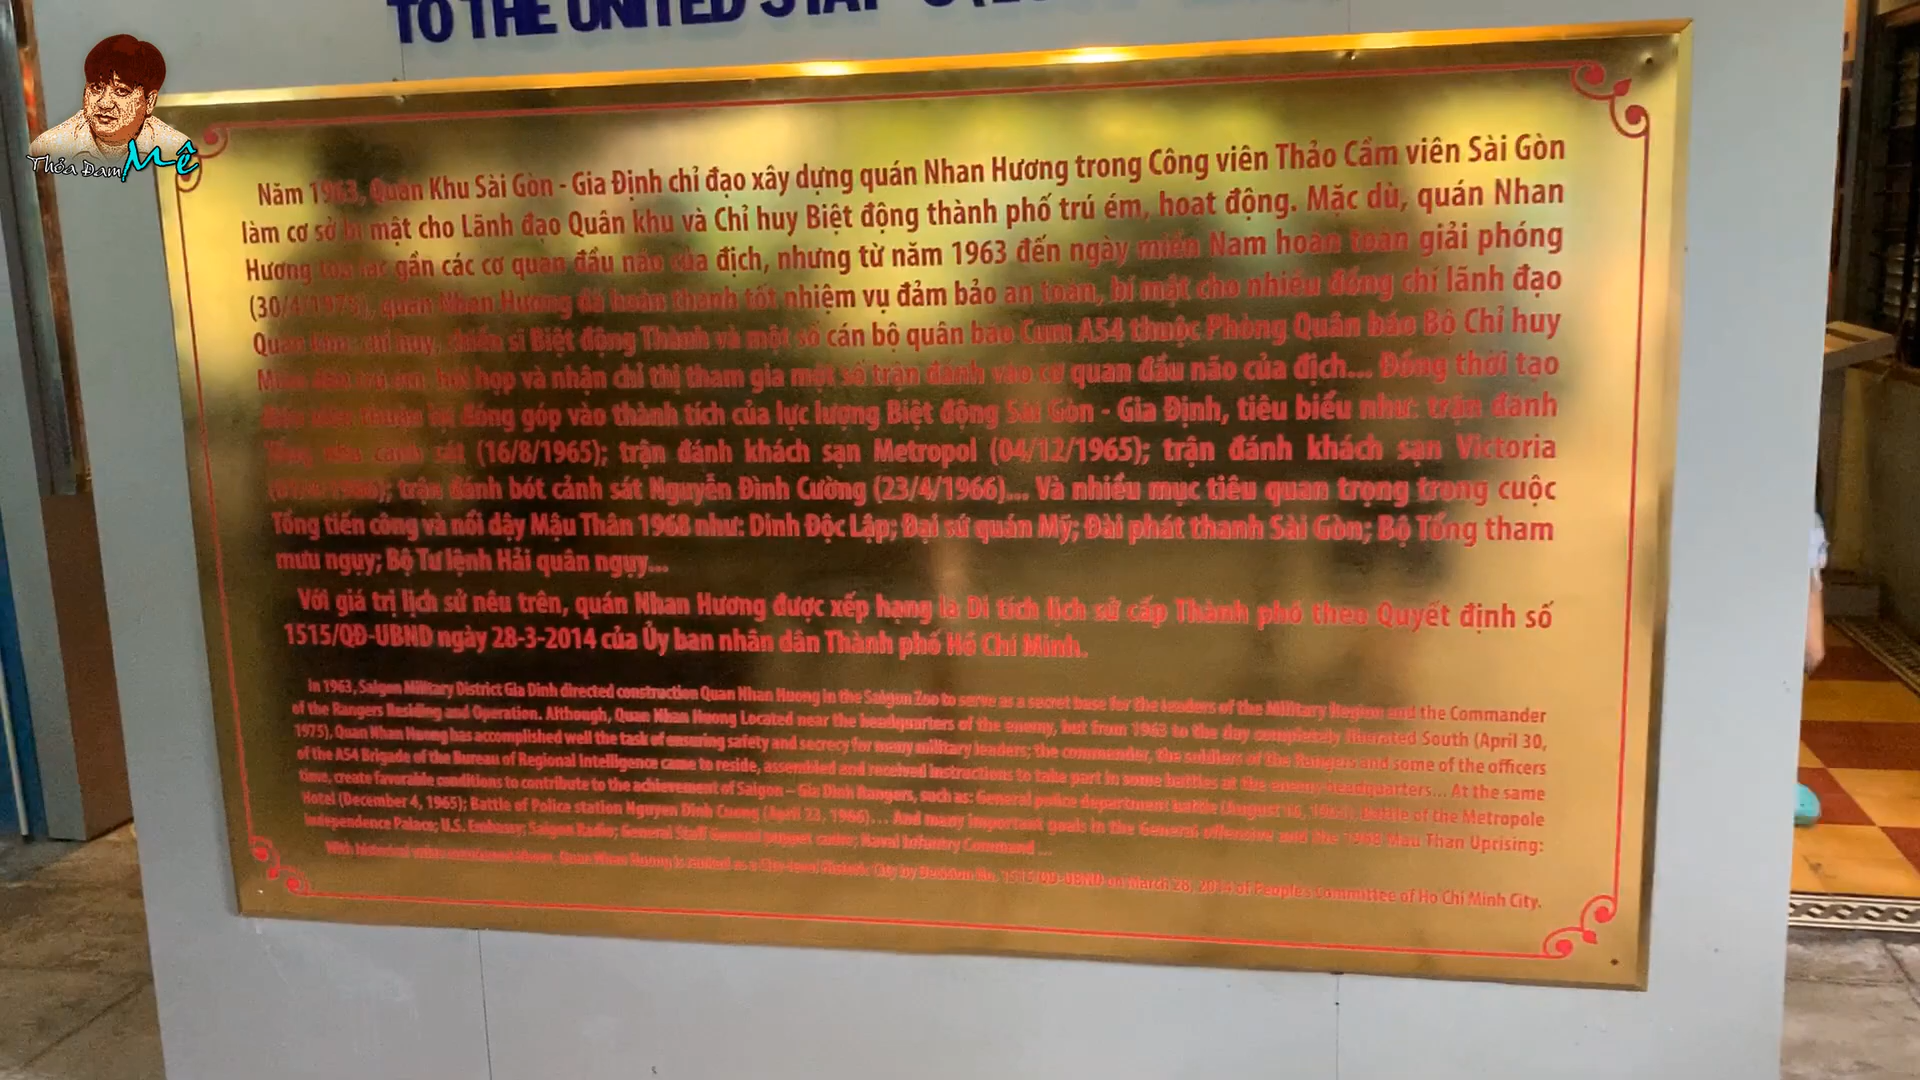 TO THE UNITED
Thỏa Đam Mê
Năm 1963, Quân Khu Sài Gòn - Gia Định chỉ đạo xây dựng quán Nhan Hương trong Công viên Thảo Cầm viên Sài Gòn
làm cơ sở bí mật cho Lãnh đạo Quân khu và Chỉ huy Biệt động thành phố trú ém, hoạt động. Mặc dù, quán Nhan
Hương tọa lạc gần các cơ quan đầu não của địch, nhưng từ năm 1963 đến ngày miền Nam hoàn toàn giải phóng
(30/4/1975), quán Nhan Hương đã hoàn thành tốt nhiệm vụ đảm bảo an toàn, bí mật cho nhiều đồng chí lãnh đạo
Quân khu; chỉ huy, chiến sĩ Biệt động Thành và một số cán bộ quân báo Cụm A54 thuộc Phòng Quân báo Bộ Chỉ huy
hội họp và nhận chỉ thị tham gia một số trận đánh vào cơ quan đầu não của địch... Đồng thời tạo
đóng góp vào thành tích của lực lượng Biệt động Sài Gòn - Gia Định, tiêu biểu như: trận đánh
cảnh sát (16/8/1965); trận đánh khách sạn Metropol (04/12/1965); trận đánh khách sạn Victoria
trận đánh bót cảnh sát Nguyễn Đình Cường (23/4/1966)... Và nhiều mục tiêu quan trọng trong cuộc
Tổng tiến công và nổi dậy Mậu Thân 1968 như: Dinh Độc Lập; Đại sứ quán Mỹ; Đài phát thanh Sài Gòn; Bộ Tổng tham
mưu ngụy; Bộ Tư lệnh Hải quân ngụy...
Với giá trị lịch sử nêu trên, quán Nhan Hương được xếp hạng là Di tích lịch sử cấp Thành phố theo Quyết định số
1515/QĐ-UBND ngày 28-3-2014 của Ủy ban nhân dân Thành phố Hồ Chí Minh.
In 1963, Saigon Military District Gia Dinh directed construction Quan Nhan Huong in the Saigon Zoo to serve as a secret base for the leaders of the Military Region and the Commander
of the Rangers Residing and Operation. Although, Quan Nhan Huong Located near the headquarters of the enemy, but from 1963 to the day completely liberated South (April 30,
1975), Quan Nhan Huong has accomplished well the task of ensuring safety and secrecy for many military leaders; the commander, the soldiers of the Rangers and some of the officers
of the A54 Brigade of the Bureau of Regional Intelligence came to reside, assembled and received instructions to take part in some battles at the enemy headquarters... At the same
time, create favorable conditions to contribute to the achievement of Saigon – Gia Dinh Rangers, such as: General police department battle (August 16, 1965); Battle of the Metropole
Hotel (December 4, 1965); Battle of Police station Nguyen Dinh Cuong (April 23, 1966)... And many important goals in the General offensive and the 1968 Mau Than Uprising:
Independence Palace; U.S. Embassy; Saigon Radio; General Staff General puppet cadre; Naval Infantry Command ...
With historical value mentioned above, Quan Nhan Huong is ranked as a City-level Historic City by Decision No. 1515/QD-UBND on March 28, 2014 of People's Committee of Ho Chi Minh City.